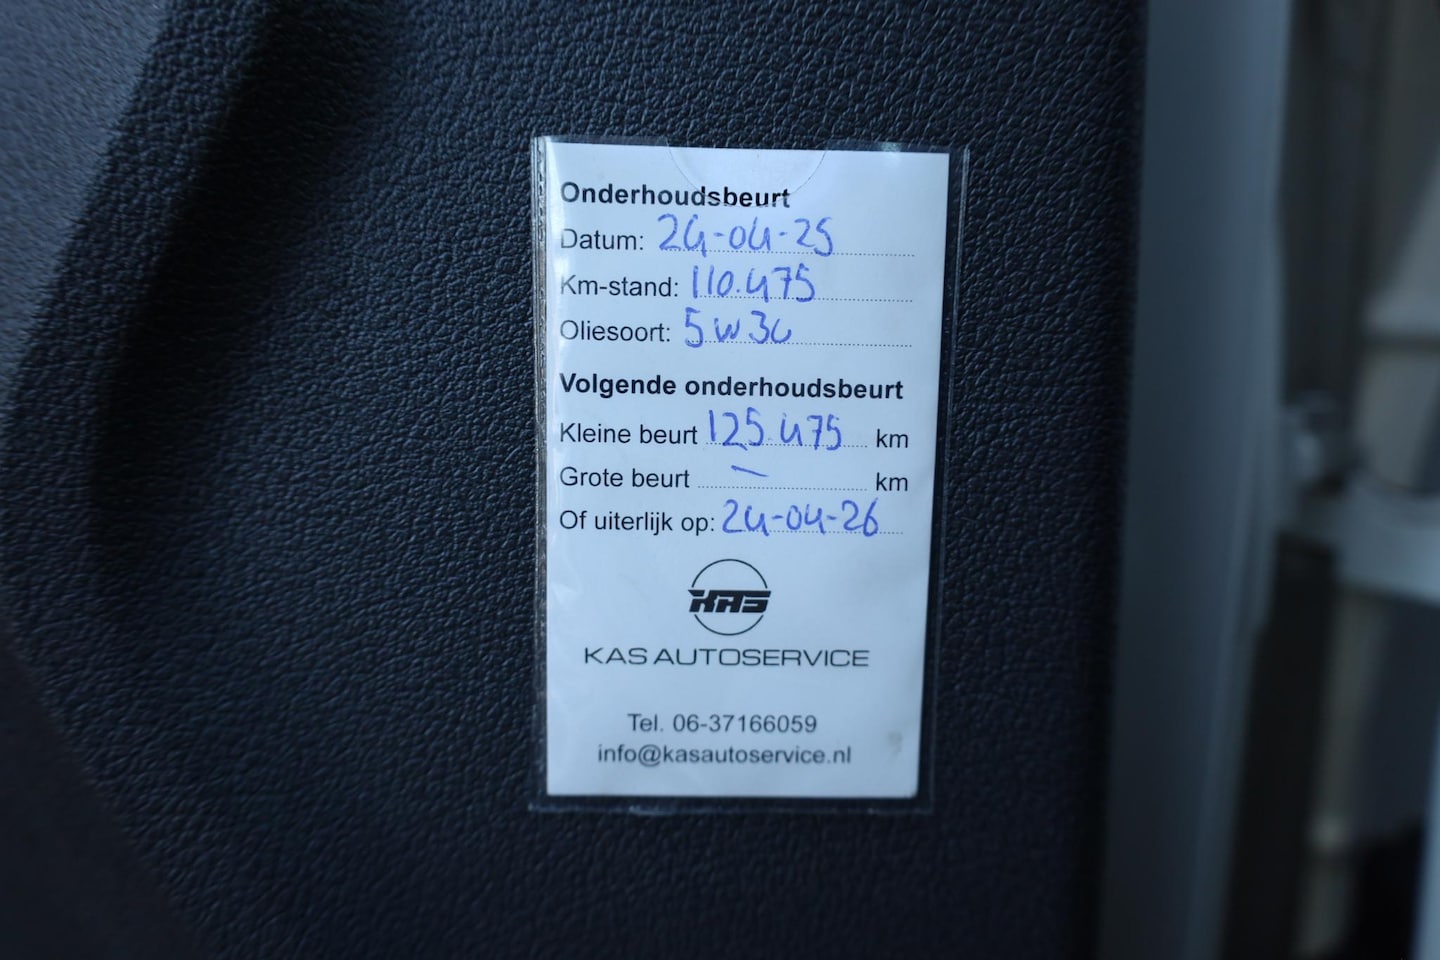 Onderhoudsbeurt
Datum: 24-04-25
Km-stand: 110.475
Oliesoort: 5W30
Volgende onderhoudsbeurt
Kleine beurt 125.475 km
Grote beurt — km
Of uiterlijk op: 24-04-26
KAS
KAS AUTOSERVICE
Tel. 06-37166059
info@kasautoservice.nl